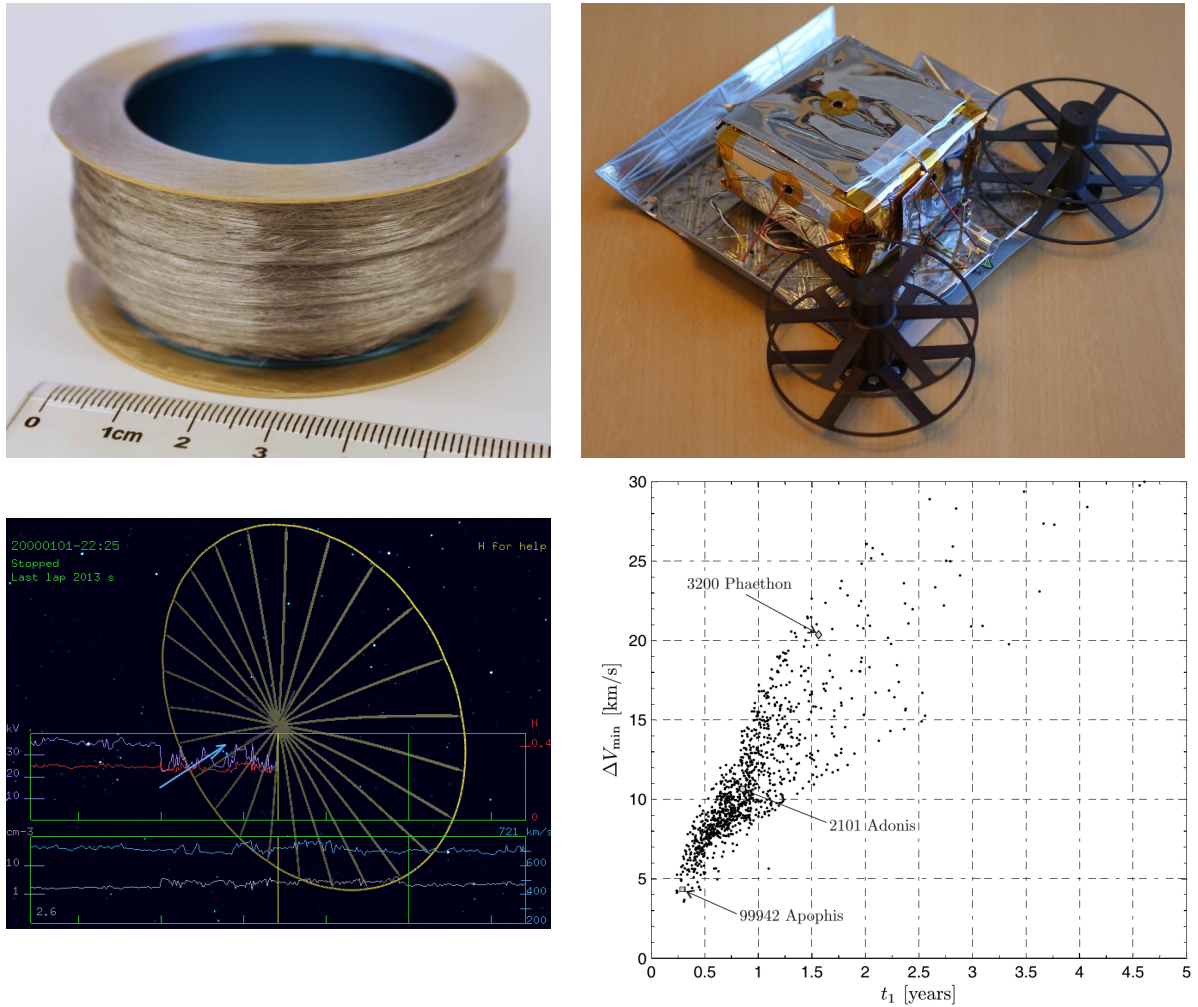 0 1cm 2 3
20000101-22:25
Stopped
Last lap 2013 s
H for help
kV
30
20
10
N
0.4
0
cm-3
10
1
2.6
721 km/s
600
400
200
30
25
20
15
10
5
0
ΔVmin [km/s]
3200 Phaethon
2101 Adonis
99942 Apophis
0 0.5 1 1.5 2 2.5 3 3.5 4 4.5 5
t1 [years]